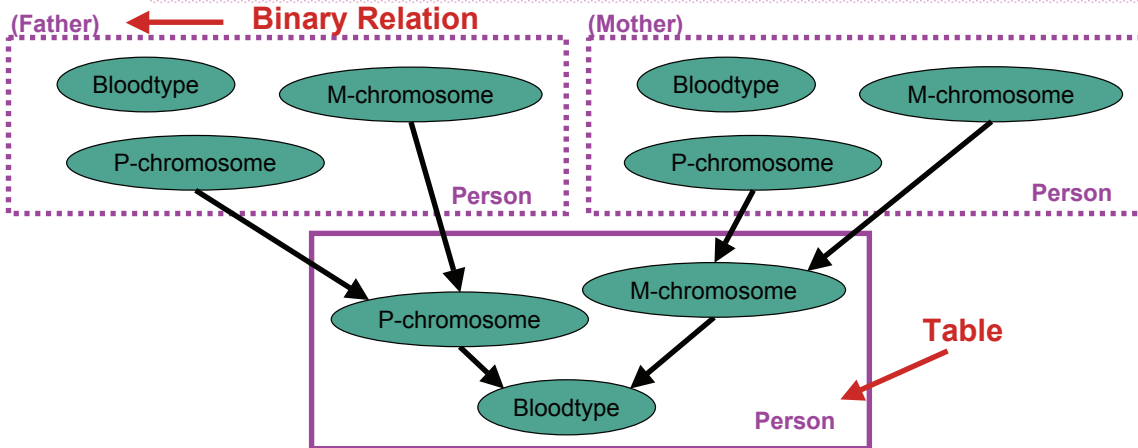 (Father)
Binary Relation
(Mother)
Bloodtype
M-chromosome
P-chromosome
Person
Bloodtype
M-chromosome
P-chromosome
Person
P-chromosome
M-chromosome
Bloodtype
Person
Table